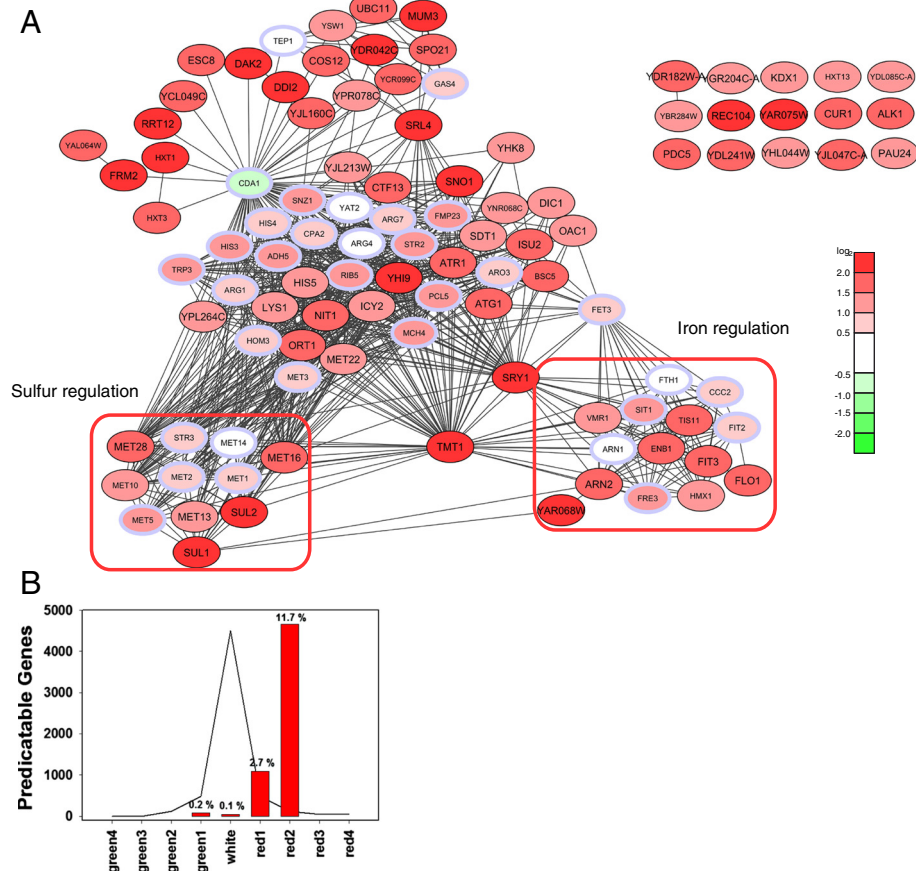 A
UBC11
MUM3
YSW1
TEP1
YDR042C
SPO21
ESC8
DAK2
COS12
YCR099C
GAS4
DDI2
YPR078C
YCL049C
YJL160C
RRT12
SRL4
YAL064W
HXT1
YHK8
FRM2
YJL213W
CDA1
CTF13
SNO1
HXT3
SNZ1
YAT2
YNR068C
DIC1
HIS4
ARG7
FMP23
OAC1
CPA2
ARG4
STR2
SDT1
ISU2
HIS3
ADH5
ATR1
TRP3
RIB5
YHI9
ARO3
BSC5
ARG1
HIS5
PCL5
ATG1
YPL264C
LYS1
NIT1
ICY2
FET3
HOM3
ORT1
MCH4
MET22
MET3
SRY1
YDR182W-A
YGR204C-A
KDX1
HXT13
YDL085C-A
YBR284W
REC104
YAR075W
CUR1
ALK1
PDC5
YDL241W
YHL044W
YJL047C-A
PAU24
log2
2.0
1.5
1.0
0.5
-0.5
-1.0
-1.5
-2.0
Iron regulation
FTH1
CCC2
SIT1
VMR1
TIS11
FIT2
ARN1
ENB1
FIT3
FLO1
ARN2
FRE3
HMX1
YAR068W
TMT1
Sulfur regulation
MET28
STR3
MET14
MET16
MET10
MET2
MET1
MET5
MET13
SUL2
SUL1
B
Predicatable Genes
5000
4000
3000
2000
1000
0
0.2 %
0.1 %
2.7 %
11.7 %
green4
green3
green2
green1
white
red1
red2
red3
red4